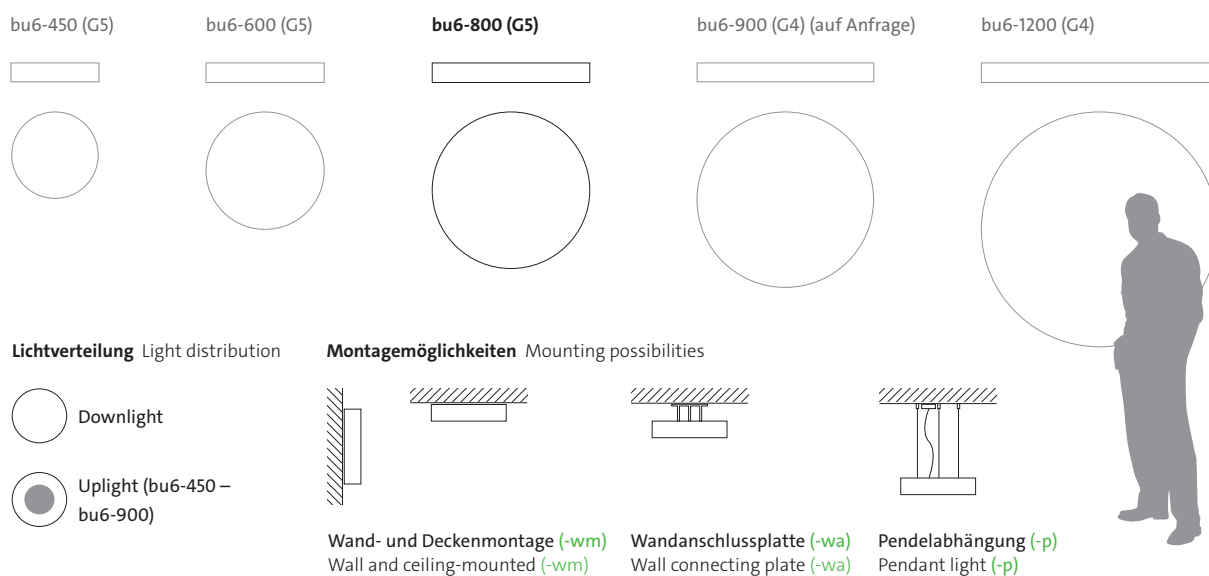 bu6-450 (G5)
bu6-600 (G5)
bu6-800 (G5)
bu6-900 (G4) (auf Anfrage)
bu6-1200 (G4)
Lichtverteilung Light distribution
Downlight
Uplight (bu6-450 –
bu6-900)
Montagemöglichkeiten Mounting possibilities
Wand- und Deckenmontage (-wm)
Wall and ceiling-mounted (-wm)
Wandanschlussplatte (-wa)
Wall connecting plate (-wa)
Pendelabhängung (-p)
Pendant light (-p)